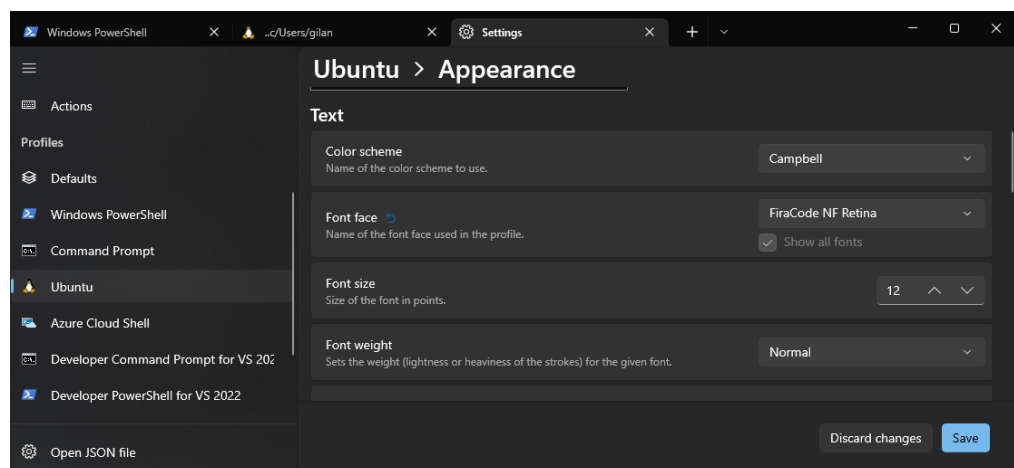 Windows PowerShell
..c/Users/gilan
Settings
Actions
Profiles
Defaults
Windows PowerShell
Command Prompt
Ubuntu
Azure Cloud Shell
Developer Command Prompt for VS 202
Developer PowerShell for VS 2022
Open JSON file
Ubuntu > Appearance
Text
Color scheme
Name of the color scheme to use.
Campbell
Font face
Name of the font face used in the profile.
FiraCode NF Retina
Show all fonts
Font size
Size of the font in points.
12
Font weight
Sets the weight (lightness or heaviness of the strokes) for the given font.
Normal
Discard changes
Save